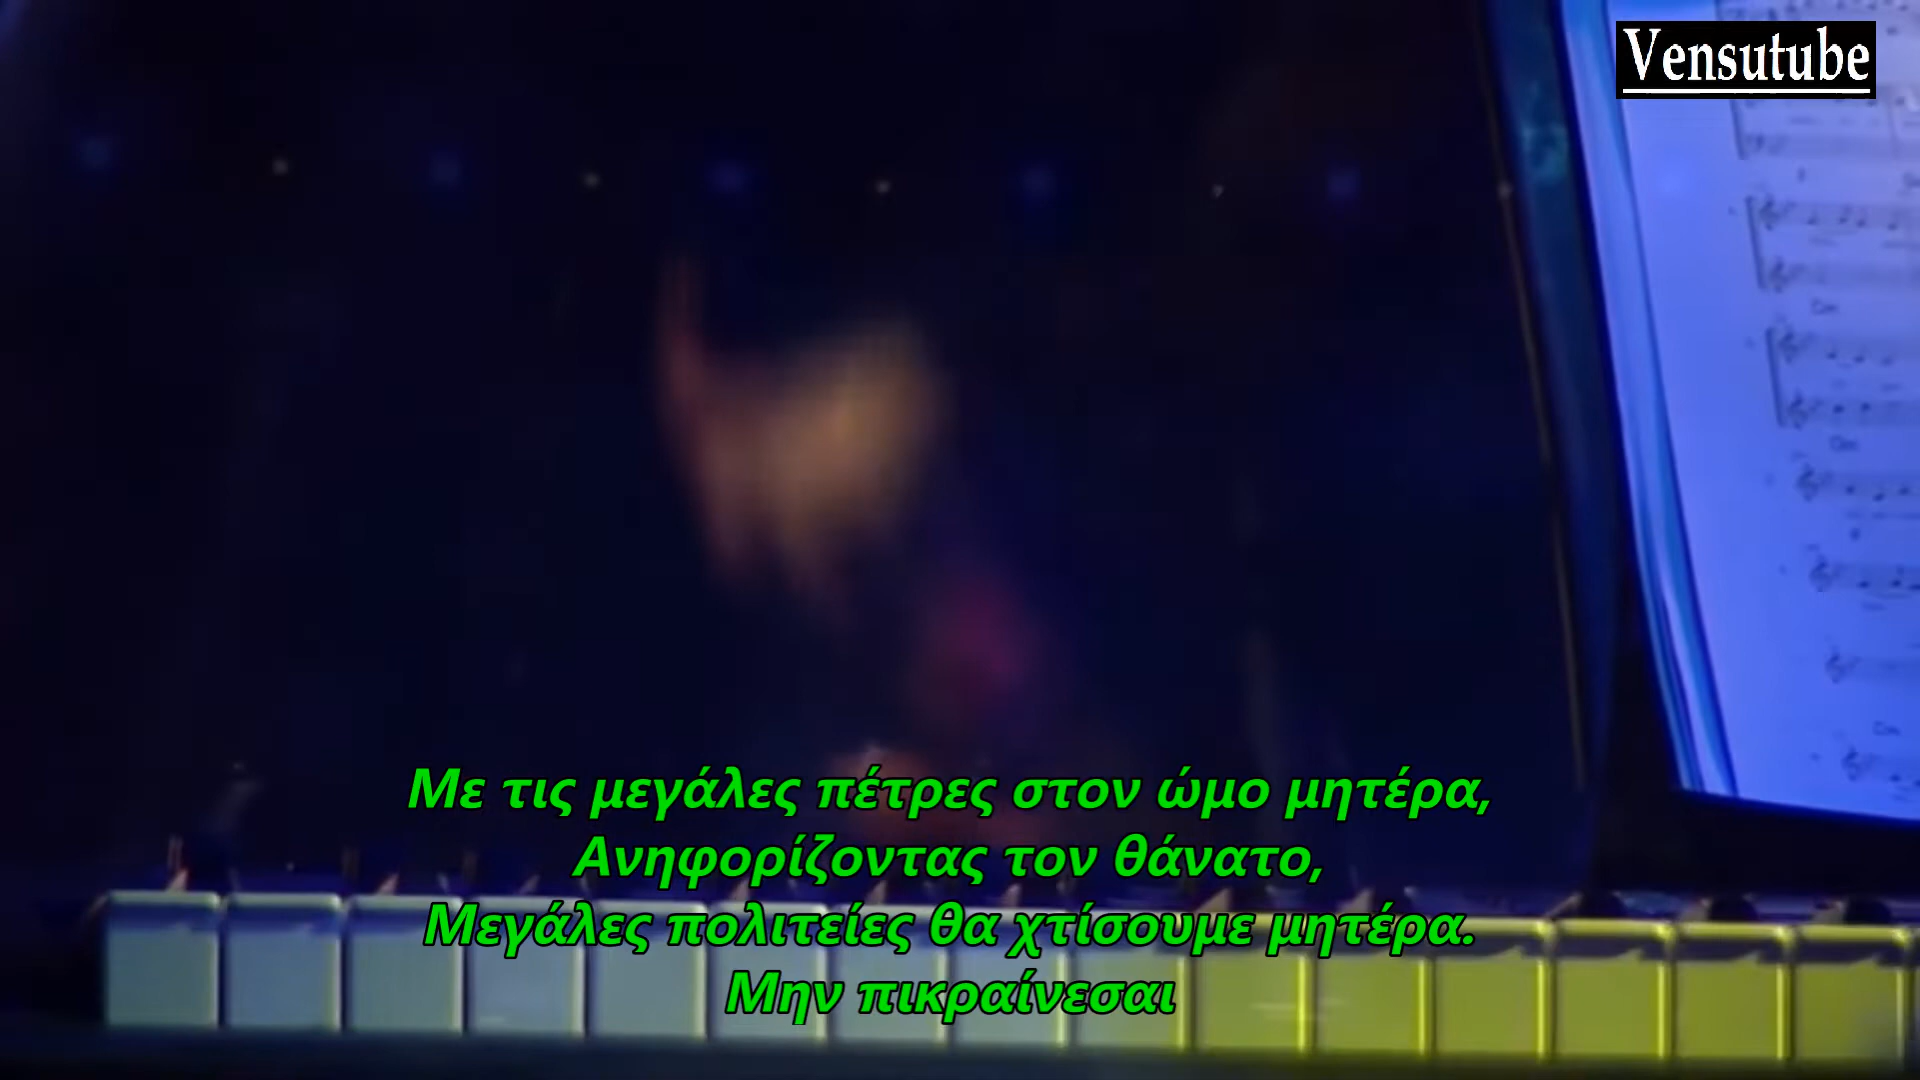 Vensutube
Με τις μεγάλες πέτρες στον ώμο μητέρα,
Ανηφορίζοντας τον θάνατο,
Μεγάλες πολιτείες θα χτίσουμε μητέρα.
Μην πικραίνεσαι